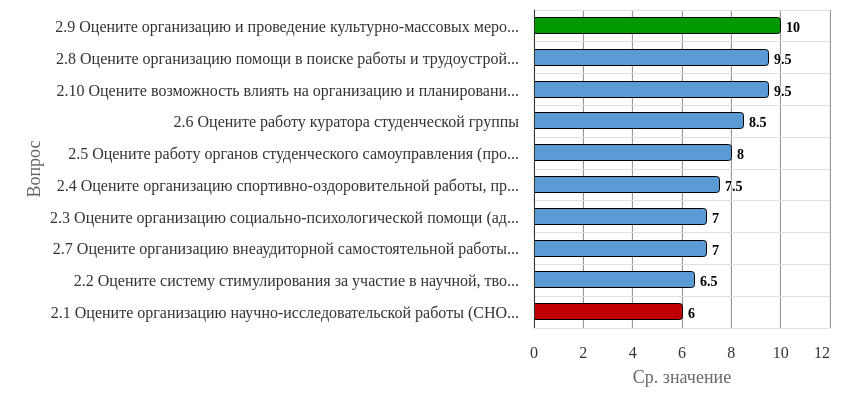 2.9 Оцените организацию и проведение культурно-массовых меро... 10
2.8 Оцените организацию помощи в поиске работы и трудоустрой... 9.5
2.10 Оцените возможность влиять на организацию и планировани... 9.5
2.6 Оцените работу куратора студенческой группы 8.5
2.5 Оцените работу органов студенческого самоуправления (про... 8
2.4 Оцените организацию спортивно-оздоровительной работы, пр... 7.5
2.3 Оцените организацию социально-психологической помощи (ад... 7
2.7 Оцените организацию внеаудиторной самостоятельной работы... 7
2.2 Оцените систему стимулирования за участие в научной, тво... 6.5
2.1 Оцените организацию научно-исследовательской работы (СНО... 6
Вопрос
0 2 4 6 8 10 12
Ср. значение